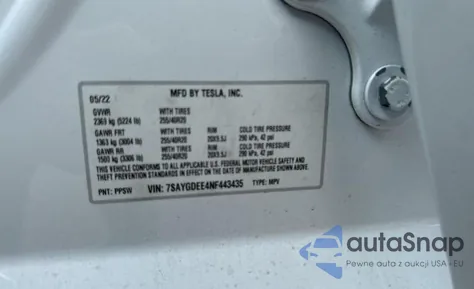 05/22 MFD BY TESLA, INC.
GVWR WITH TIRES
2369 kg (5224 lb) 255/40R20
GAWR FRT WITH TIRES RIM COLD TIRE PRESSURE
1363 kg (3004 lb) 255/40R20 20X9.5J 290 kPa, 42 psi
GAWR RR WITH TIRES RIM COLD TIRE PRESSURE
1500 kg (3306 lb) 255/40R20 20X9.5J 290 kPa, 42 psi
THIS VEHICLE CONFORMS TO ALL APPLICABLE U.S. FEDERAL MOTOR VEHICLE SAFETY AND
THEFT PREVENTION STANDARDS IN EFFECT ON THE DATE OF MANUFACTURE SHOWN ABOVE.
PNT: PPSW VIN: 7SAYGDEE4NF443435 TYPE: MPV
autoSnap
Pewne auta z aukcji USA - EU